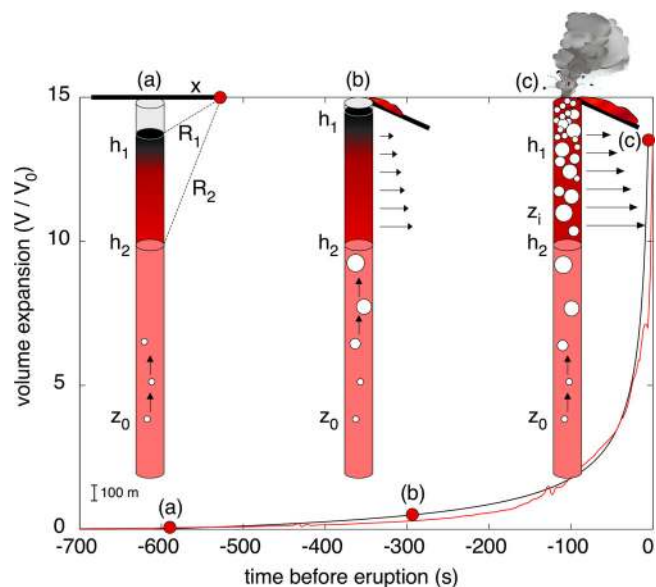 (a)
(b)
(c)
15
x
R₁
h₁
h₁
h₁
(c)
R₂
zᵢ
10
h₂
h₂
h₂
volume expansion (V / V₀)
5
z₀
z₀
z₀
100 m
(a)
(b)
0
-700 -600 -500 -400 -300 -200 -100 0
time before eruption (s)